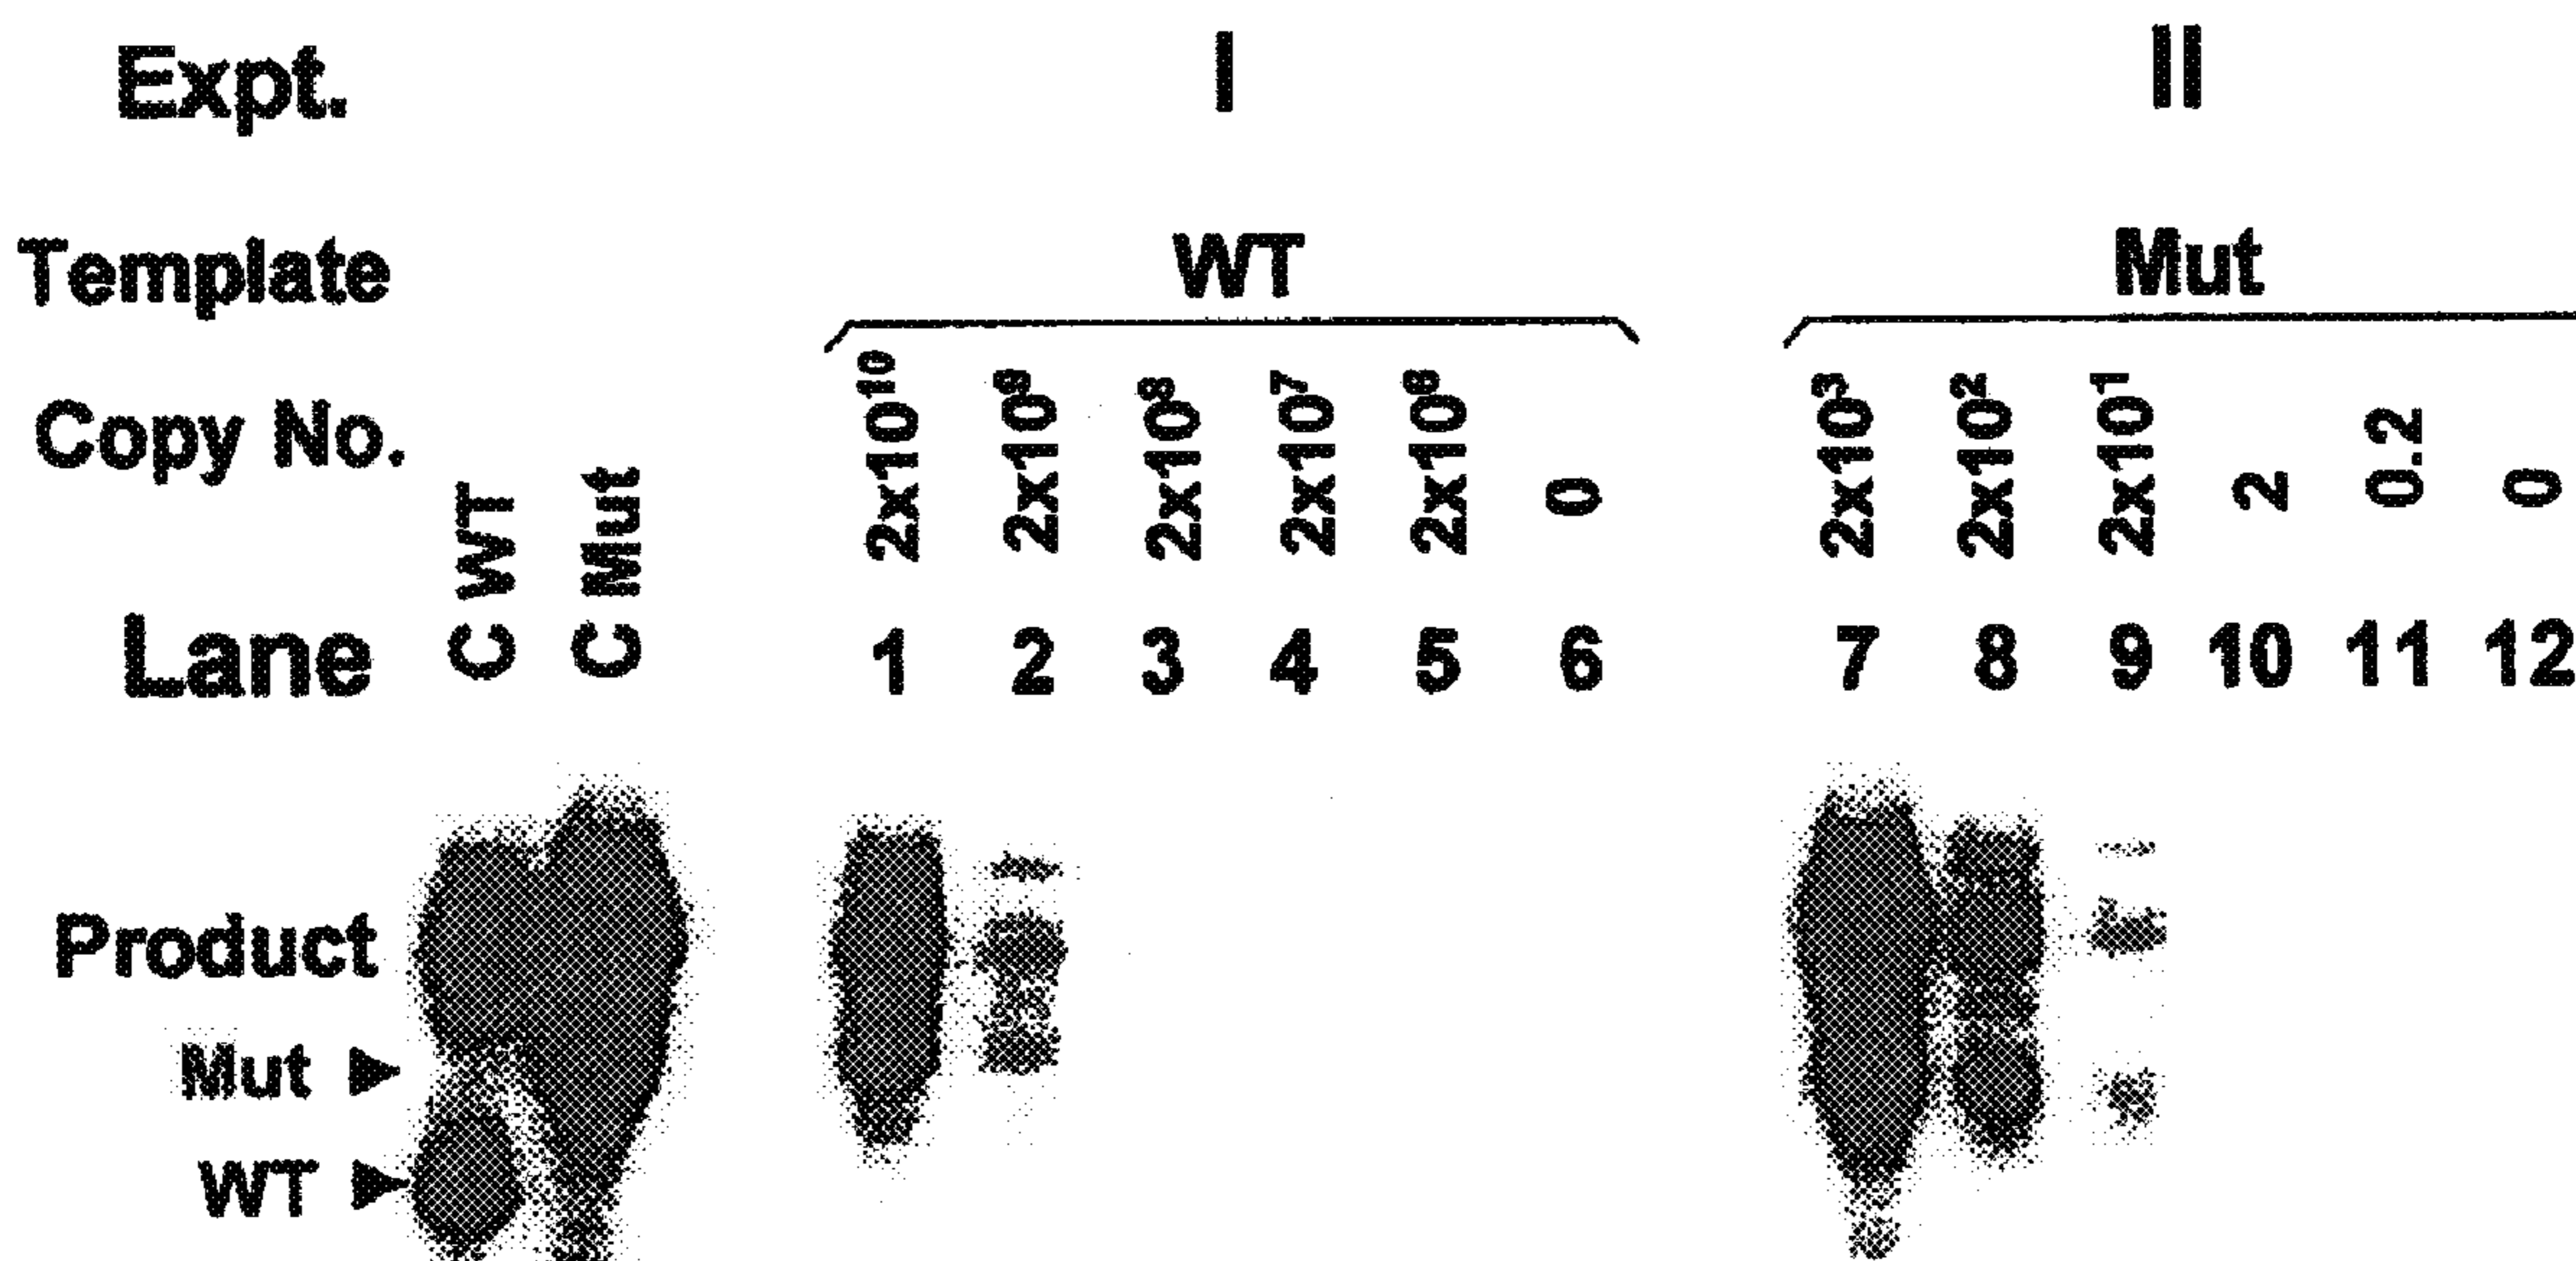 Expt. I II
Template WT Mut
Copy No. 2x10¹⁰ 2x10⁹ 2x10⁸ 2x10⁷ 2x10⁶ 0 2x10³ 2x10² 2x10¹ 2 0.2 0
Lane C WT C Mut 1 2 3 4 5 6 7 8 9 10 11 12
Product
Mut ►
WT ►